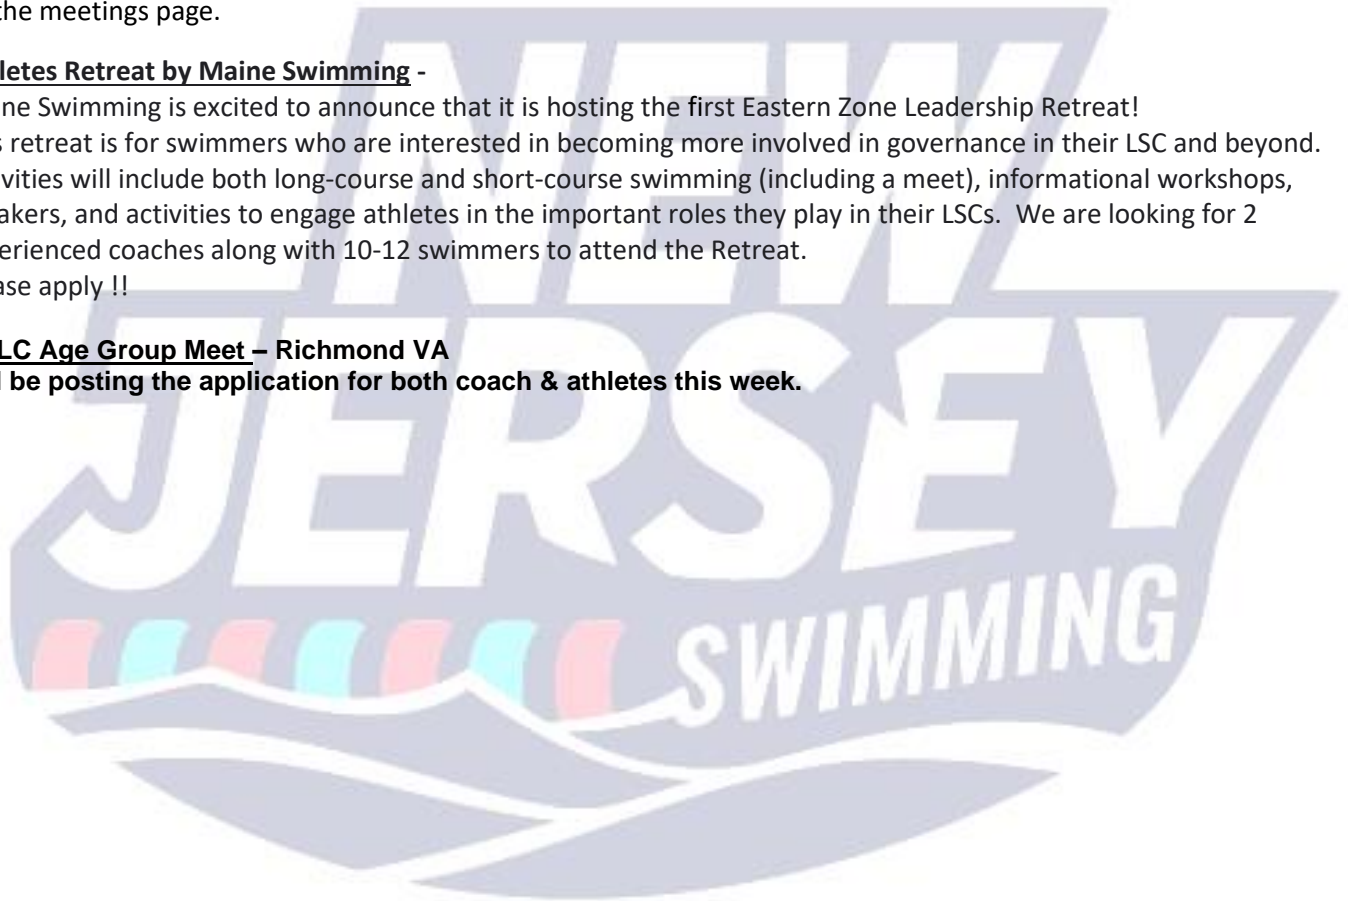 the meetings page.
letes Retreat by Maine Swimming -
ne Swimming is excited to announce that it is hosting the first Eastern Zone Leadership Retreat!
s retreat is for swimmers who are interested in becoming more involved in governance in their LSC and beyond.
vities will include both long-course and short-course swimming (including a meet), informational workshops,
akers, and activities to engage athletes in the important roles they play in their LSCs.  We are looking for 2
erienced coaches along with 10-12 swimmers to attend the Retreat.
ase apply !!
LC Age Group Meet – Richmond VA
l be posting the application for both coach & athletes this week.
NEW
JERSEY
SWIMMING